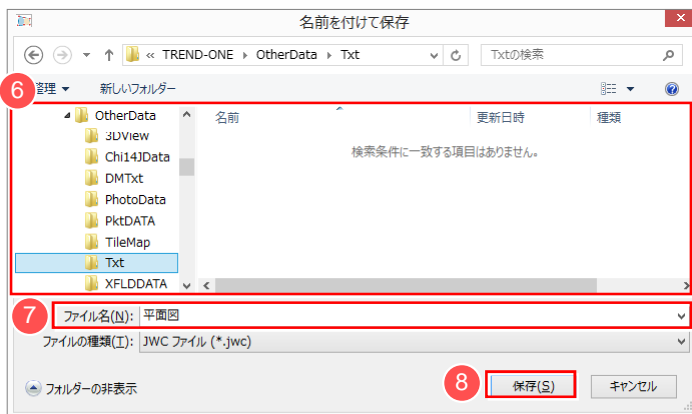 名前を付けて保存
« TREND-ONE › OtherData › Txt
Txtの検索
6
整理 新しいフォルダー
OtherData
3DView
Chi14JData
DMTxt
PhotoData
PktDATA
TileMap
Txt
XFLDDATA
名前 更新日時 種類
検索条件に一致する項目はありません。
7
ファイル名(N): 平面図
ファイルの種類(T): JWC ファイル (*.jwc)
フォルダーの非表示
8
保存(S) キャンセル